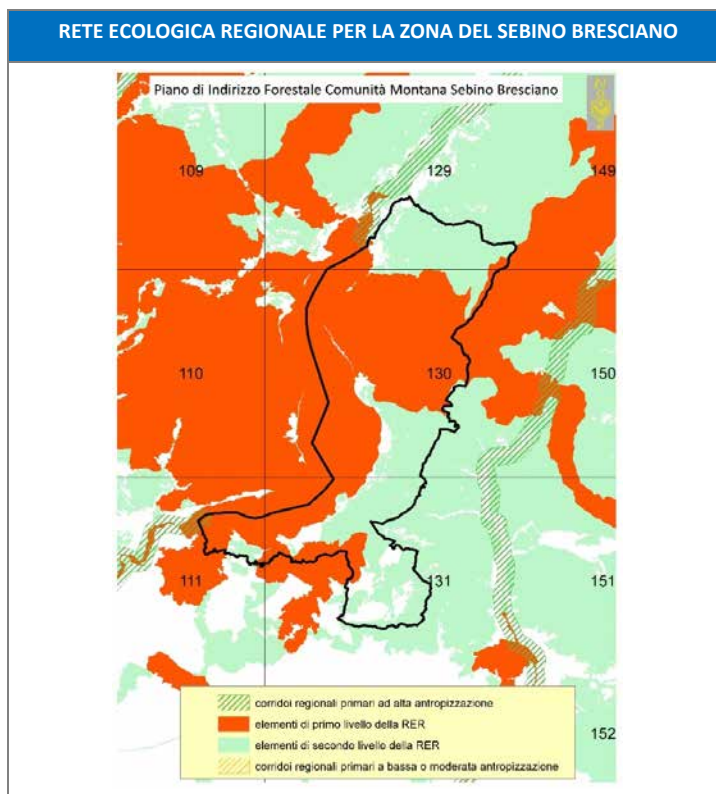 RETE ECOLOGICA REGIONALE PER LA ZONA DEL SEBINO BRESCIANO
Piano di Indirizzo Forestale Comunità Montana Sebino Bresciano
109
129
149
110
130
150
111
131
151
152
corridoi regionali primari ad alta antropizzazione
elementi di primo livello della RER
elementi di secondo livello della RER
corridoi regionali primari a bassa o moderata antropizzazione